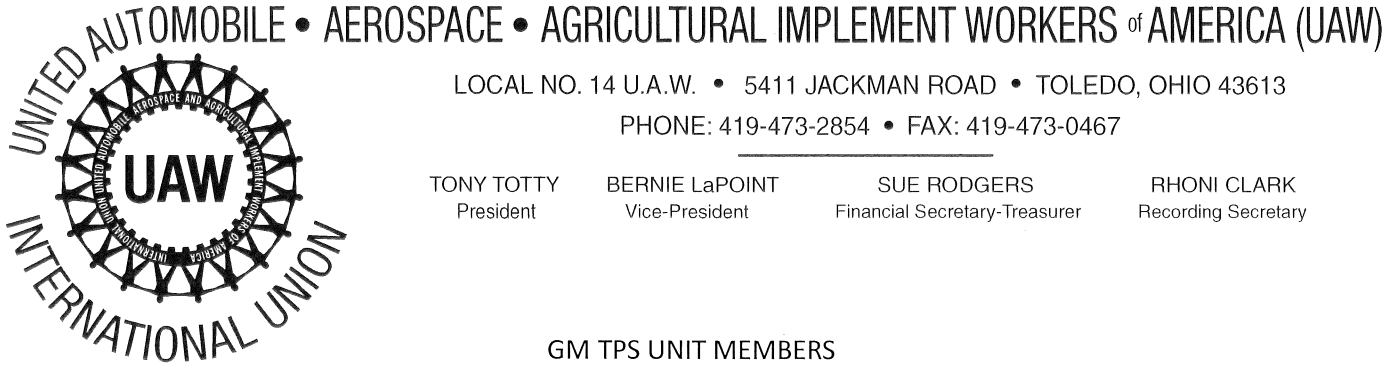 UNITED AUTOMOBILE • AEROSPACE • AGRICULTURAL IMPLEMENT WORKERS of AMERICA (UAW)
LOCAL NO. 14 U.A.W. • 5411 JACKMAN ROAD • TOLEDO, OHIO 43613
PHONE: 419-473-2854 • FAX: 419-473-0467
INTERNATIONAL UNION UNITED AUTOMOBILE AEROSPACE AND AGRICULTURAL IMPLEMENT WORKERS OF AMERICA
UAW
TONY TOTTY BERNIE LaPOINT SUE RODGERS RHONI CLARK
President Vice-President Financial Secretary-Treasurer Recording Secretary
INTERNATIONAL UNION
GM TPS UNIT MEMBERS